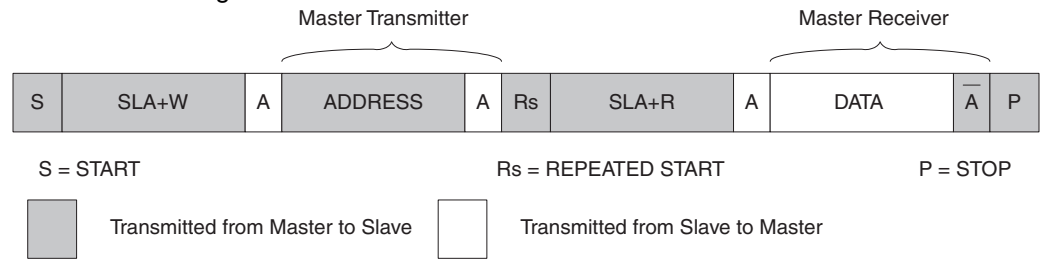 Master Transmitter Master Receiver
S SLA+W A ADDRESS A Rs SLA+R A DATA A̅ P
S = START Rs = REPEATED START P = STOP
Transmitted from Master to Slave Transmitted from Slave to Master